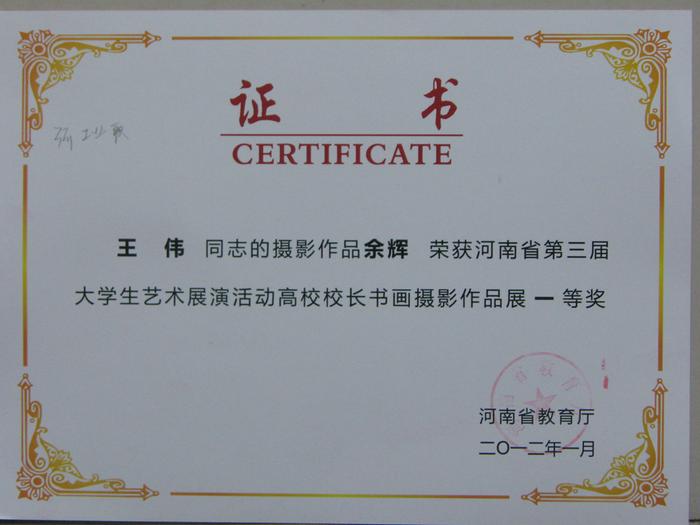 证 书
CERTIFICATE
王 伟 同志的摄影作品余辉 荣获河南省第三届
大学生艺术展演活动高校校长书画摄影作品展 一 等奖
河南省教育厅
二〇一二年一月